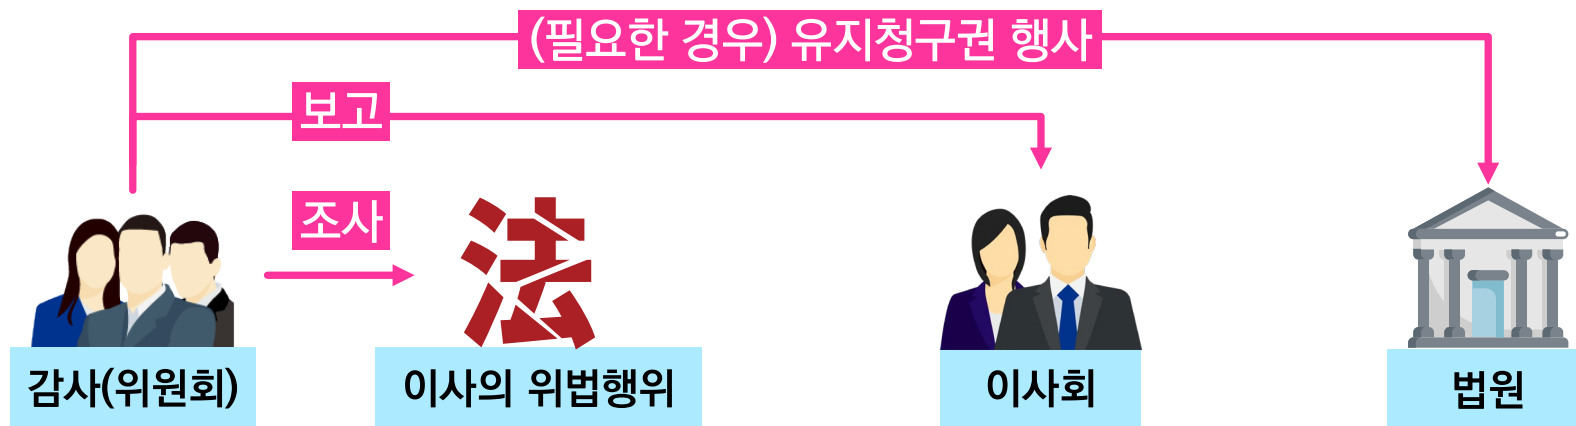 (필요한 경우) 유지청구권 행사
보고
조사
法
감사(위원회)
이사의 위법행위
이사회
법원